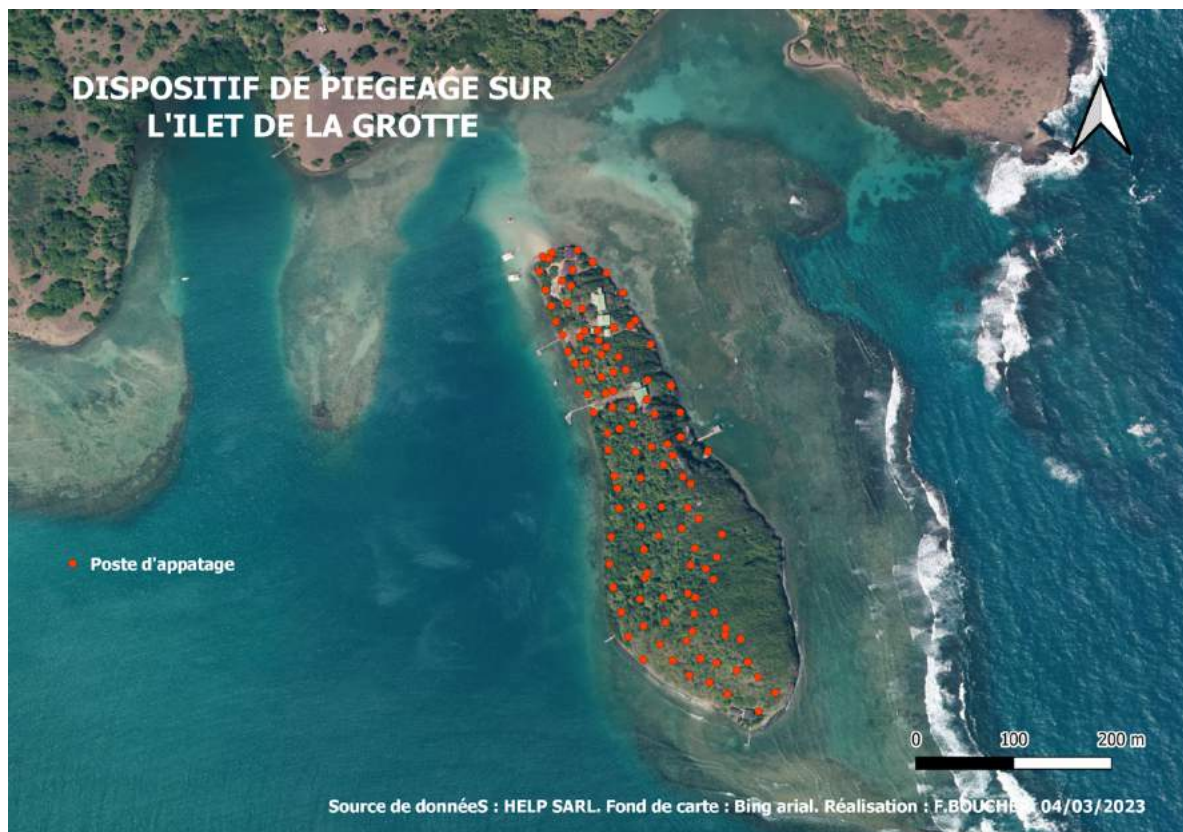 DISPOSITIF DE PIEGEAGE SUR
L'ILET DE LA GROTTE
N
Poste d'appatage
0 100 200 m
Source de donnéeS : HELP SARL. Fond de carte : Bing arial. Réalisation : 04/03/2023